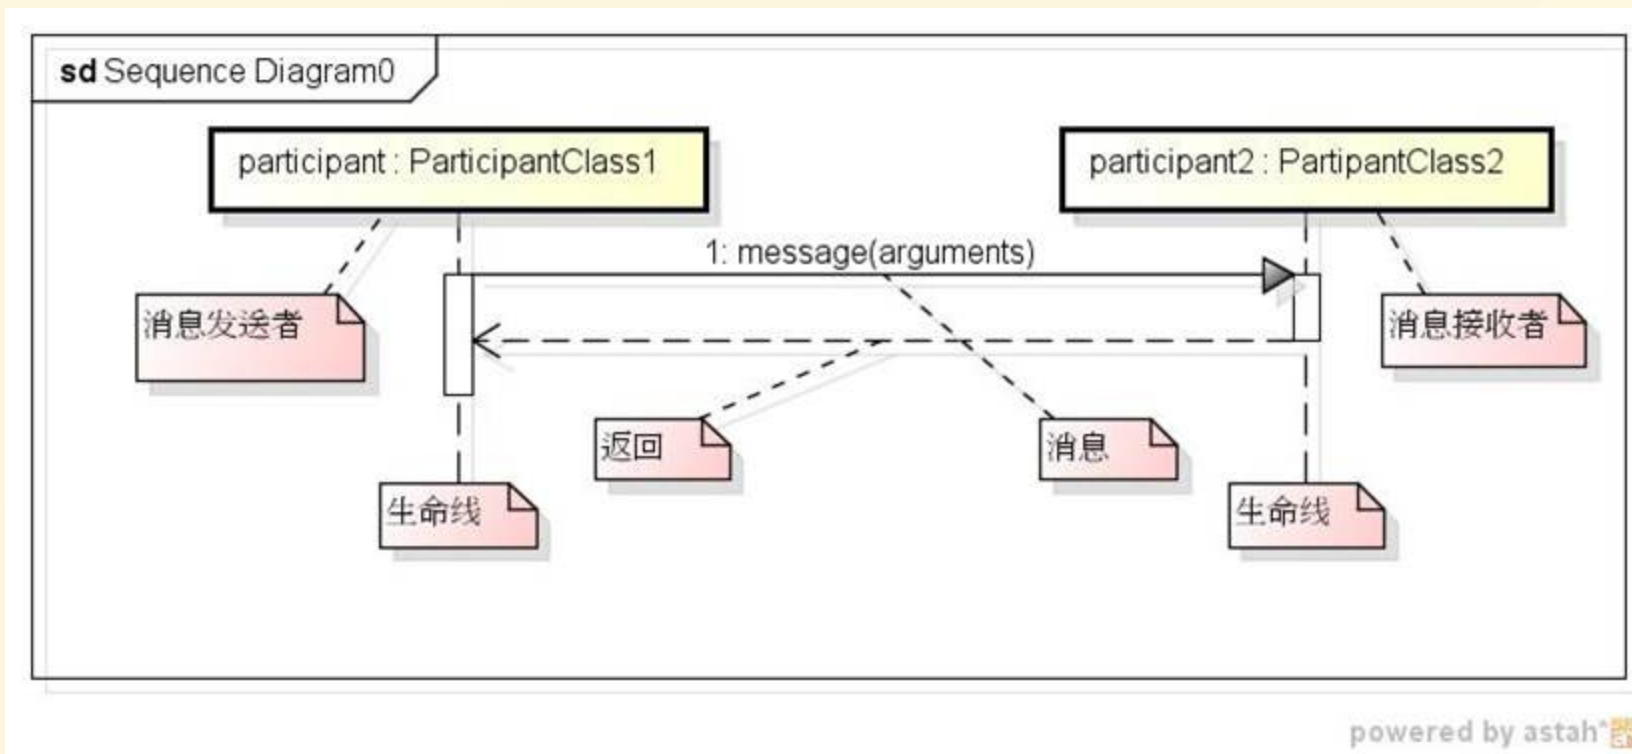 sd Sequence Diagram0
participant : ParticipantClass1
participant2 : PartipantClass2
1: message(arguments)
消息发送者
消息接收者
返回
消息
生命线
生命线
powered by astah*